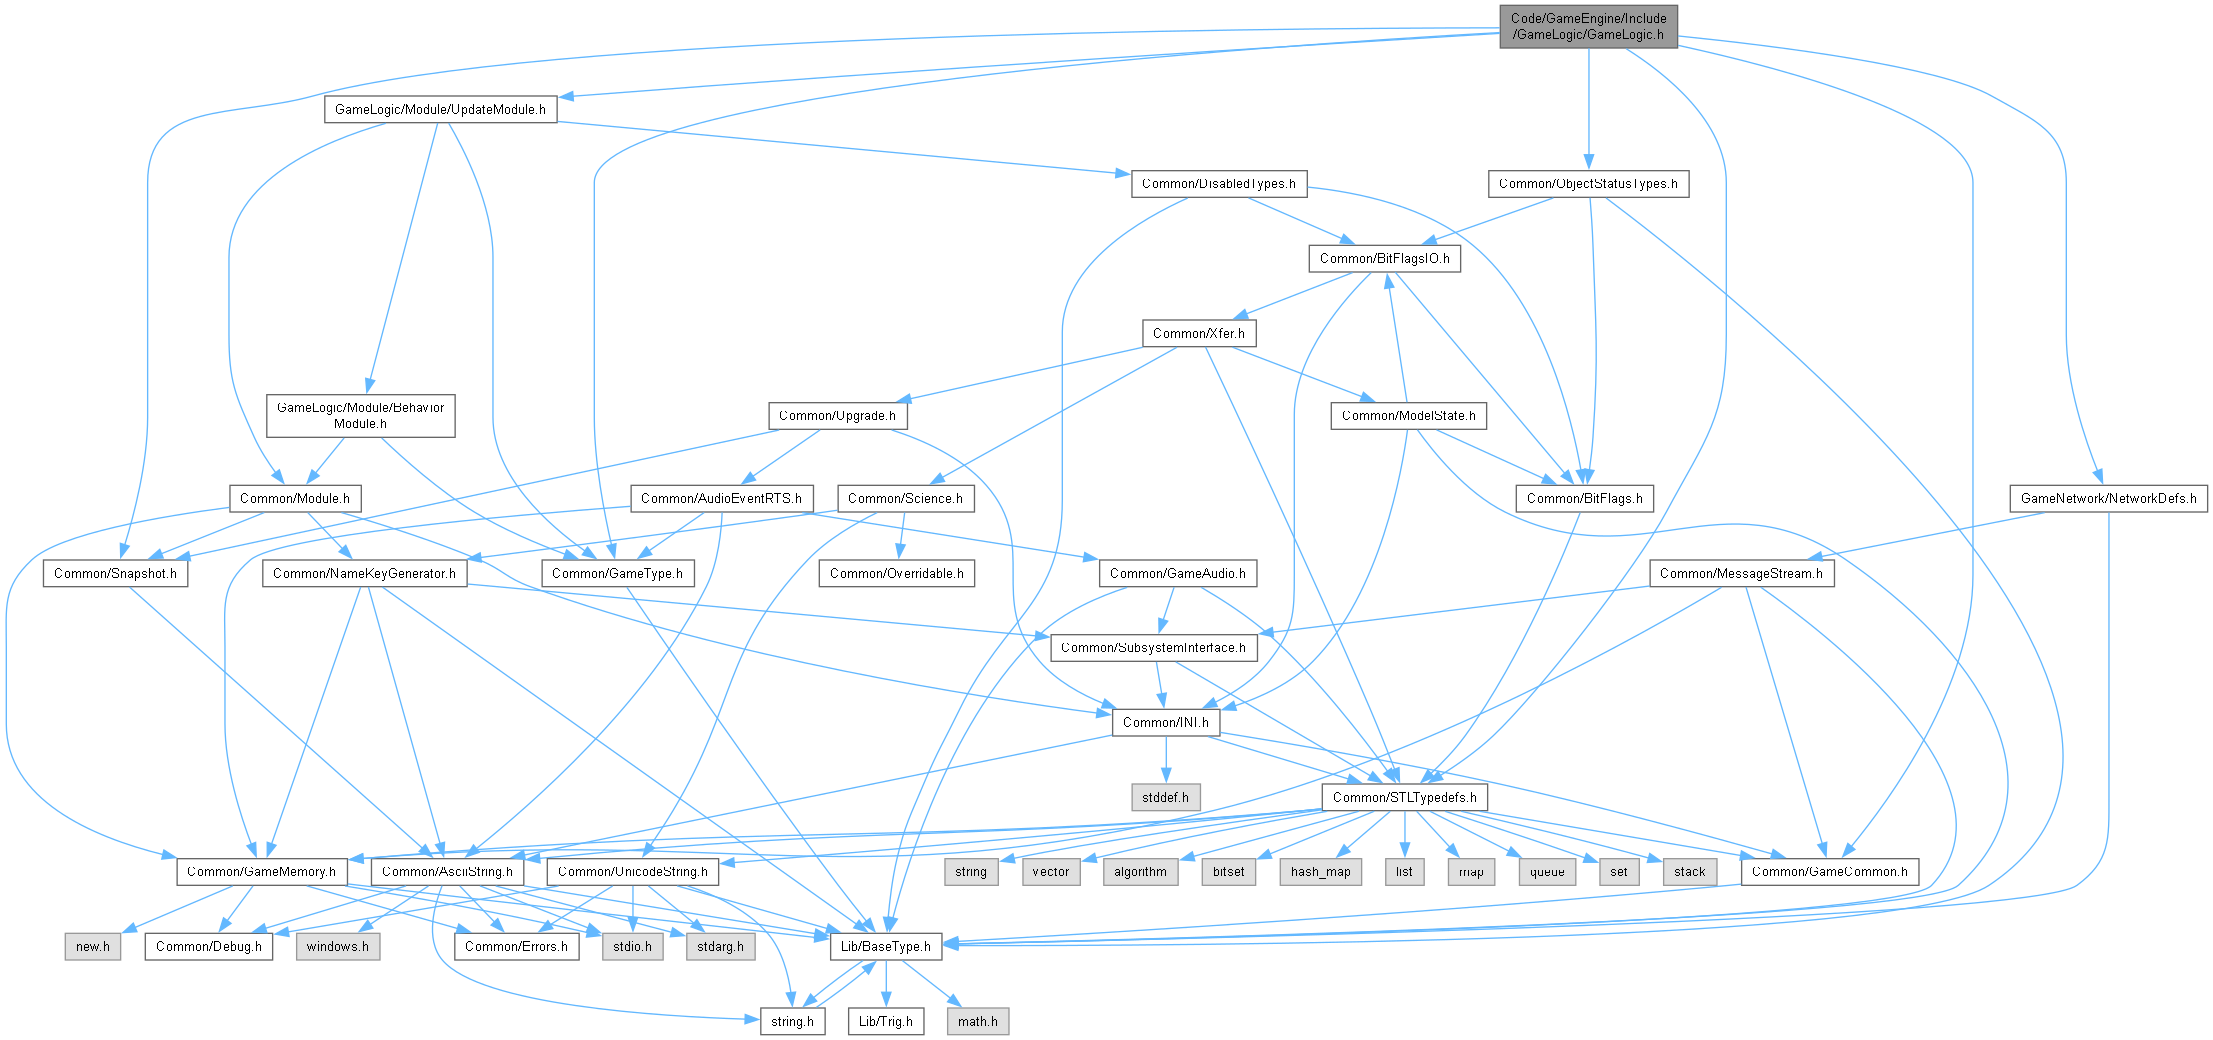 Code/GameEngine/Include
/GameLogic/GameLogic.h
GameLogic/Module/UpdateModule.h
Common/DisabledTypes.h
Common/ObjectStatusTypes.h
Common/BitFlagsIO.h
Common/Xfer.h
GameLogic/Module/Behavior
Module.h
Common/Upgrade.h
Common/ModelState.h
Common/Module.h
Common/AudioEventRTS.h
Common/Science.h
Common/BitFlags.h
GameNetwork/NetworkDefs.h
Common/Snapshot.h
Common/NameKeyGenerator.h
Common/GameType.h
Common/Overridable.h
Common/GameAudio.h
Common/MessageStream.h
Common/SubsystemInterface.h
Common/INI.h
stddef.h
Common/STLTypedefs.h
Common/GameMemory.h
Common/AsciiString.h
Common/UnicodeString.h
string
vector
algorithm
bitset
hash_map
list
map
queue
set
stack
Common/GameCommon.h
new.h
Common/Debug.h
windows.h
Common/Errors.h
stdio.h
stdarg.h
Lib/BaseType.h
string.h
Lib/Trig.h
math.h